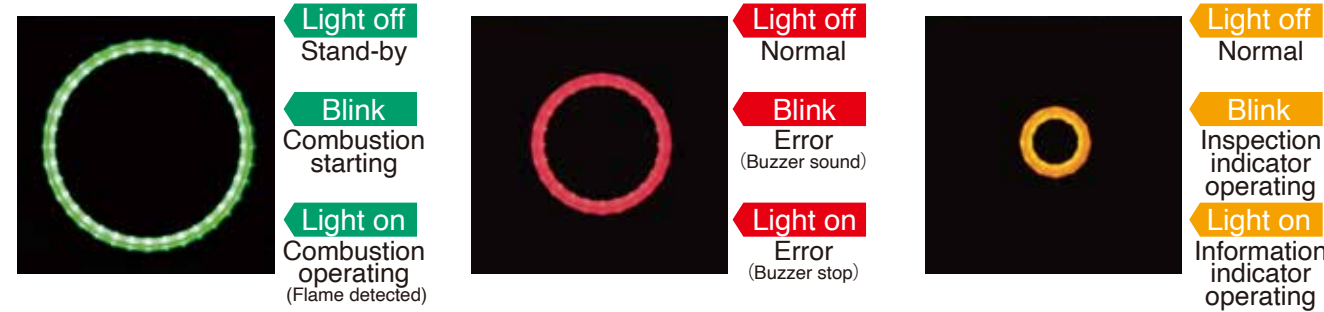 Light off
Stand-by
Blink
Combustion
starting
Light on
Combustion
operating
(Flame detected)
Light off
Normal
Blink
Error
(Buzzer sound)
Light on
Error
(Buzzer stop)
Light off
Normal
Blink
Inspection
indicator
operating
Light on
Information
indicator
operating